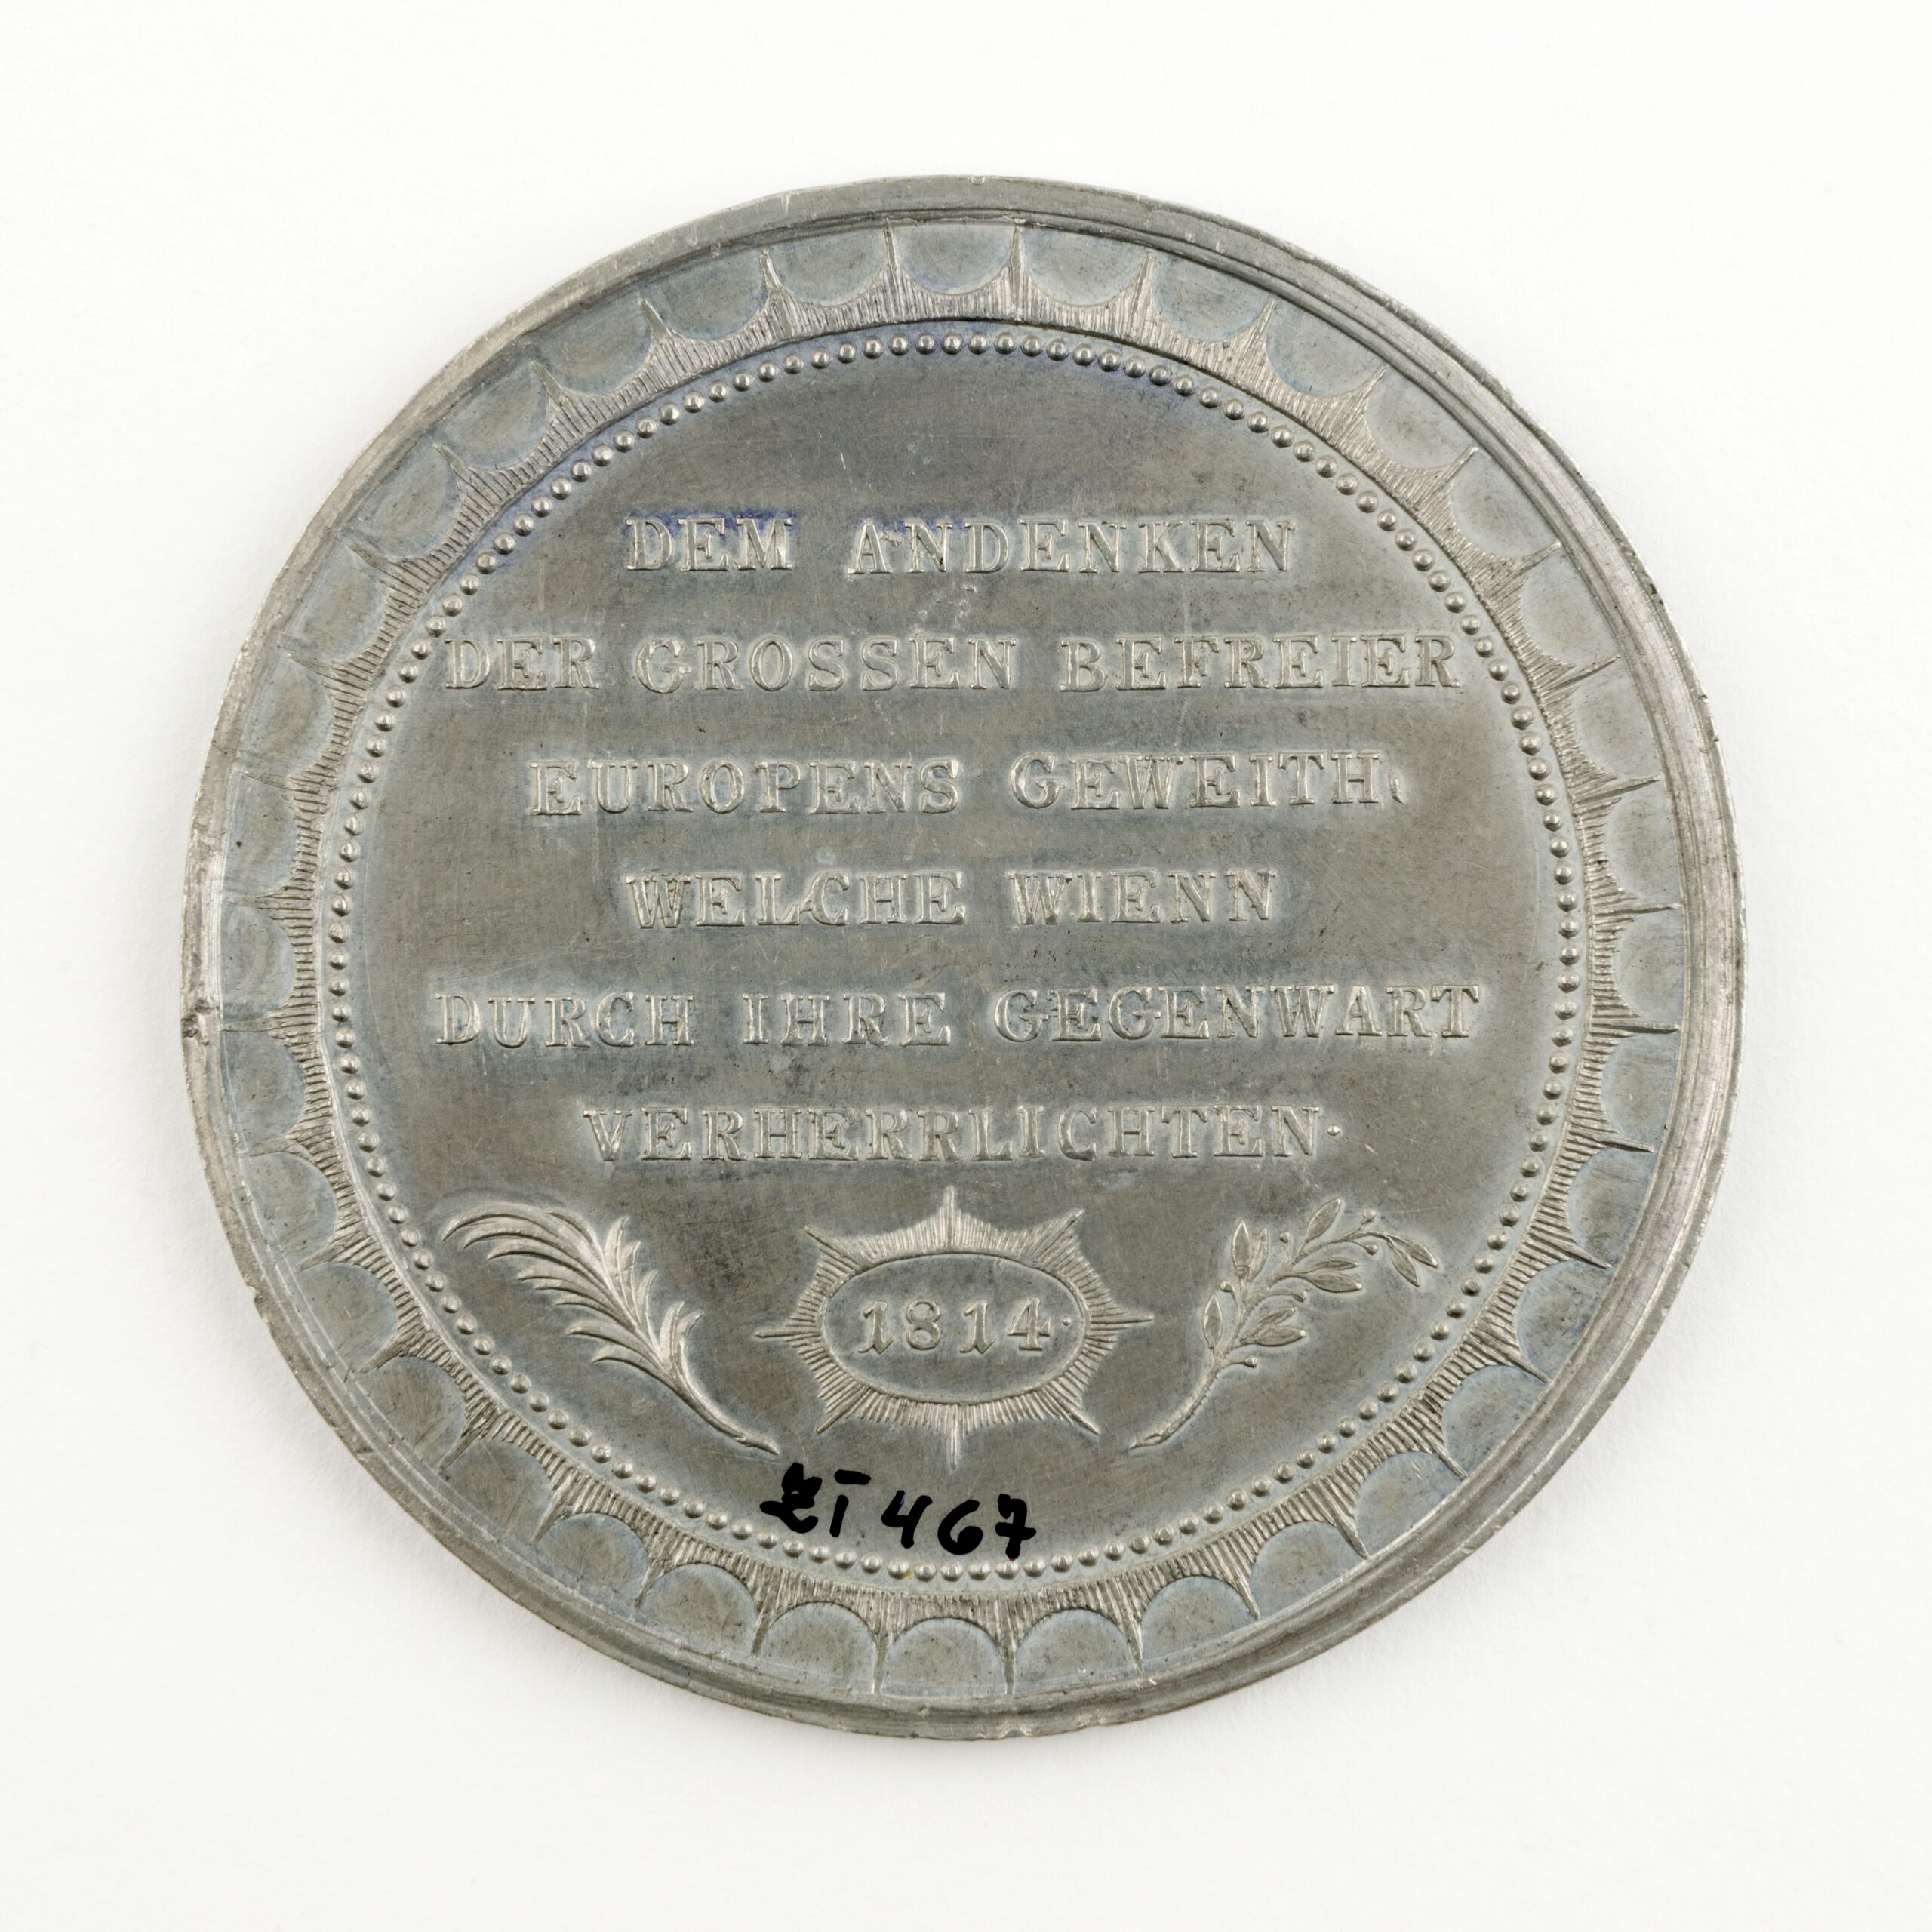 DEM ANDENKEN
DER GROSSEN BEFREIER
EUROPENS GEWEITH
WELCHE WIENN
DURCH IHRE GEGENWART
VERHERRLICHTEN·
1814·
ZI 467